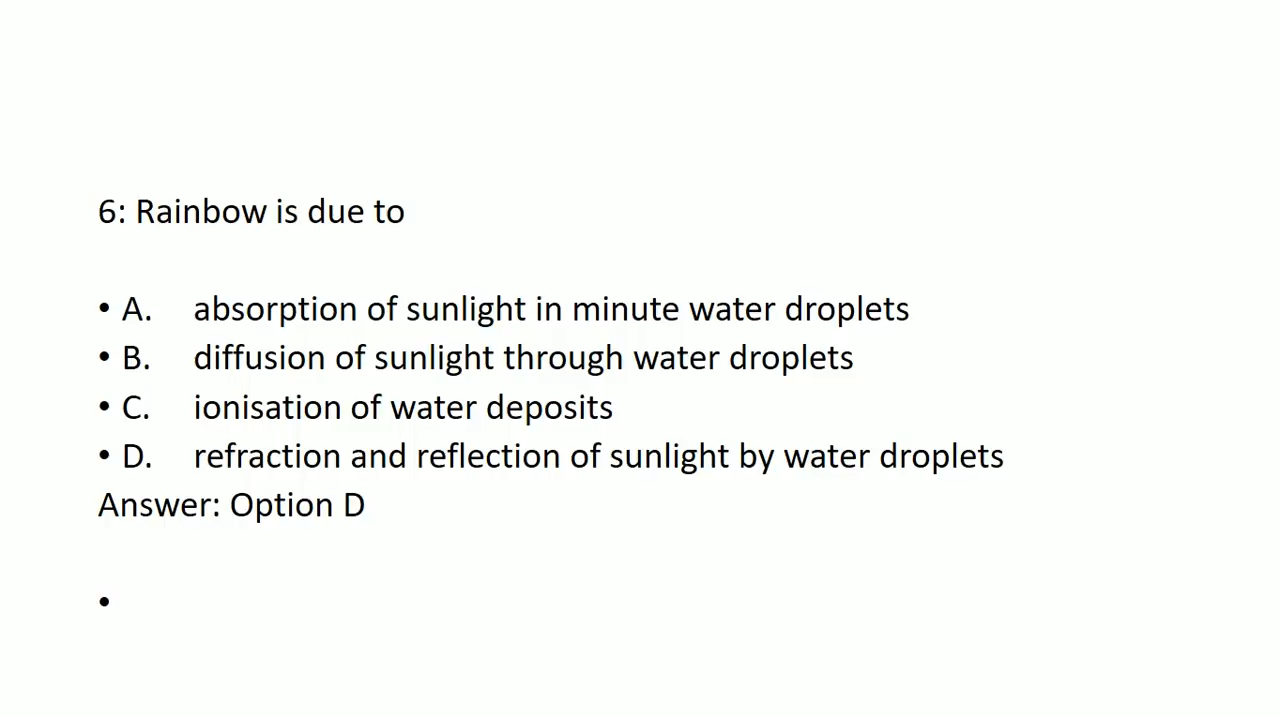 6: Rainbow is due to
• A. absorption of sunlight in minute water droplets
• B. diffusion of sunlight through water droplets
• C. ionisation of water deposits
• D. refraction and reflection of sunlight by water droplets
Answer: Option D
•